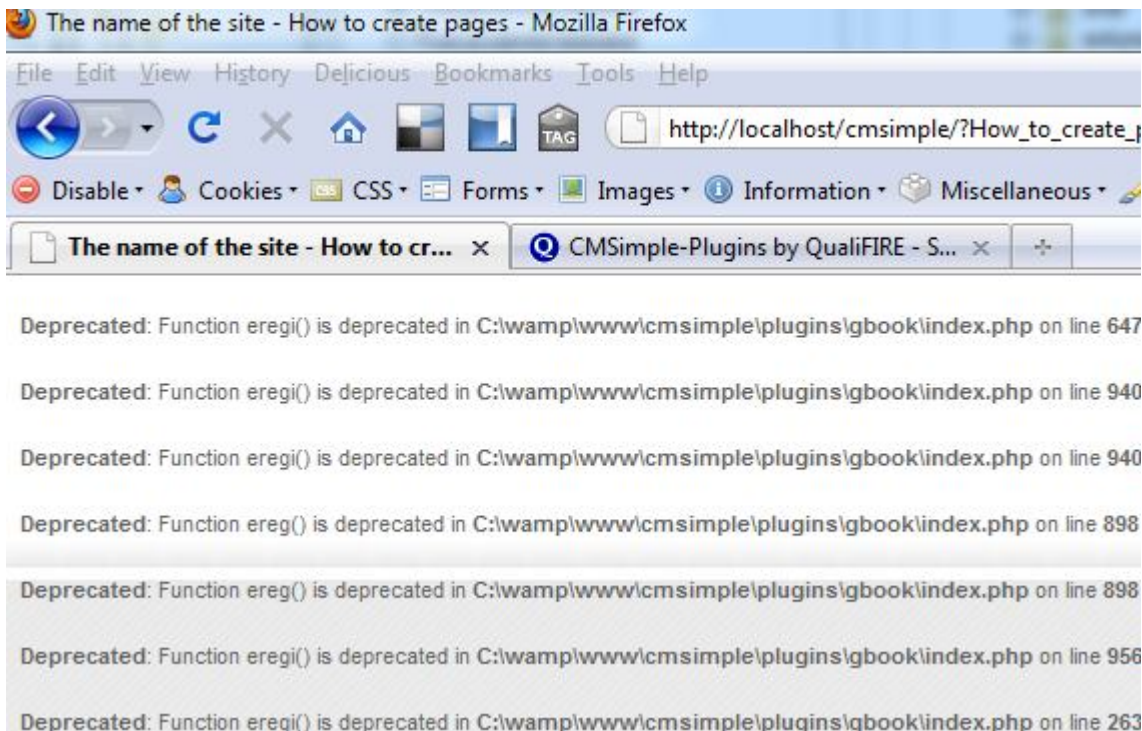 The name of the site - How to create pages - Mozilla Firefox
File Edit View History Delicious Bookmarks Tools Help
TAG http://localhost/cmsimple/?How_to_create_
Disable Cookies CSS Forms Images Information Miscellaneous
The name of the site - How to cr... CMSimple-Plugins by QualiFIRE - S...
Deprecated: Function eregi() is deprecated in C:\wamp\www\cmsimple\plugins\gbook\index.php on line 647
Deprecated: Function eregi() is deprecated in C:\wamp\www\cmsimple\plugins\gbook\index.php on line 940
Deprecated: Function eregi() is deprecated in C:\wamp\www\cmsimple\plugins\gbook\index.php on line 940
Deprecated: Function ereg() is deprecated in C:\wamp\www\cmsimple\plugins\gbook\index.php on line 898
Deprecated: Function ereg() is deprecated in C:\wamp\www\cmsimple\plugins\gbook\index.php on line 898
Deprecated: Function eregi() is deprecated in C:\wamp\www\cmsimple\plugins\gbook\index.php on line 956
Deprecated: Function eregi() is deprecated in C:\wamp\www\cmsimple\plugins\gbook\index.php on line 263